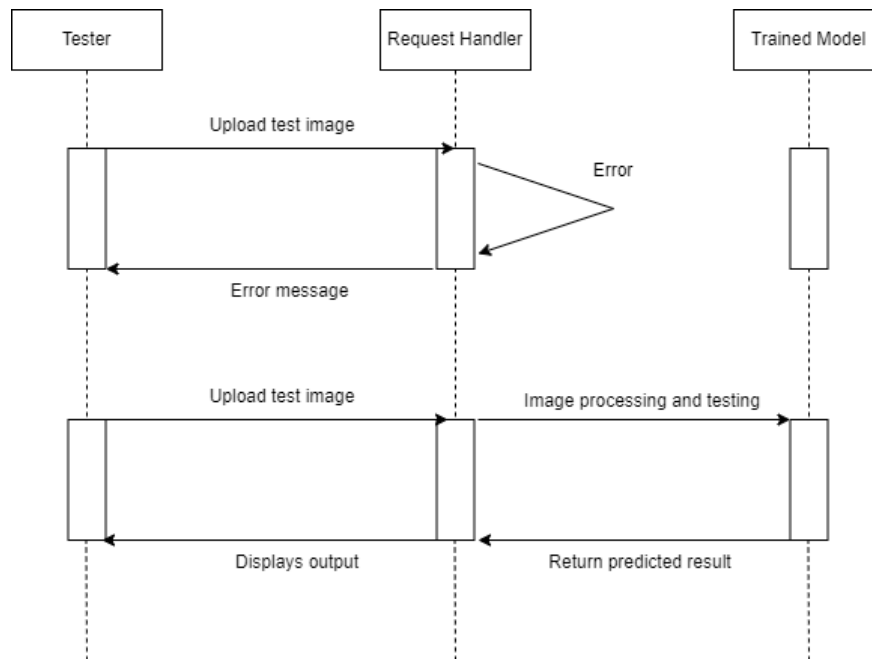 Tester
Request Handler
Trained Model
Upload test image
Error
Error message
Upload test image
Image processing and testing
Displays output
Return predicted result